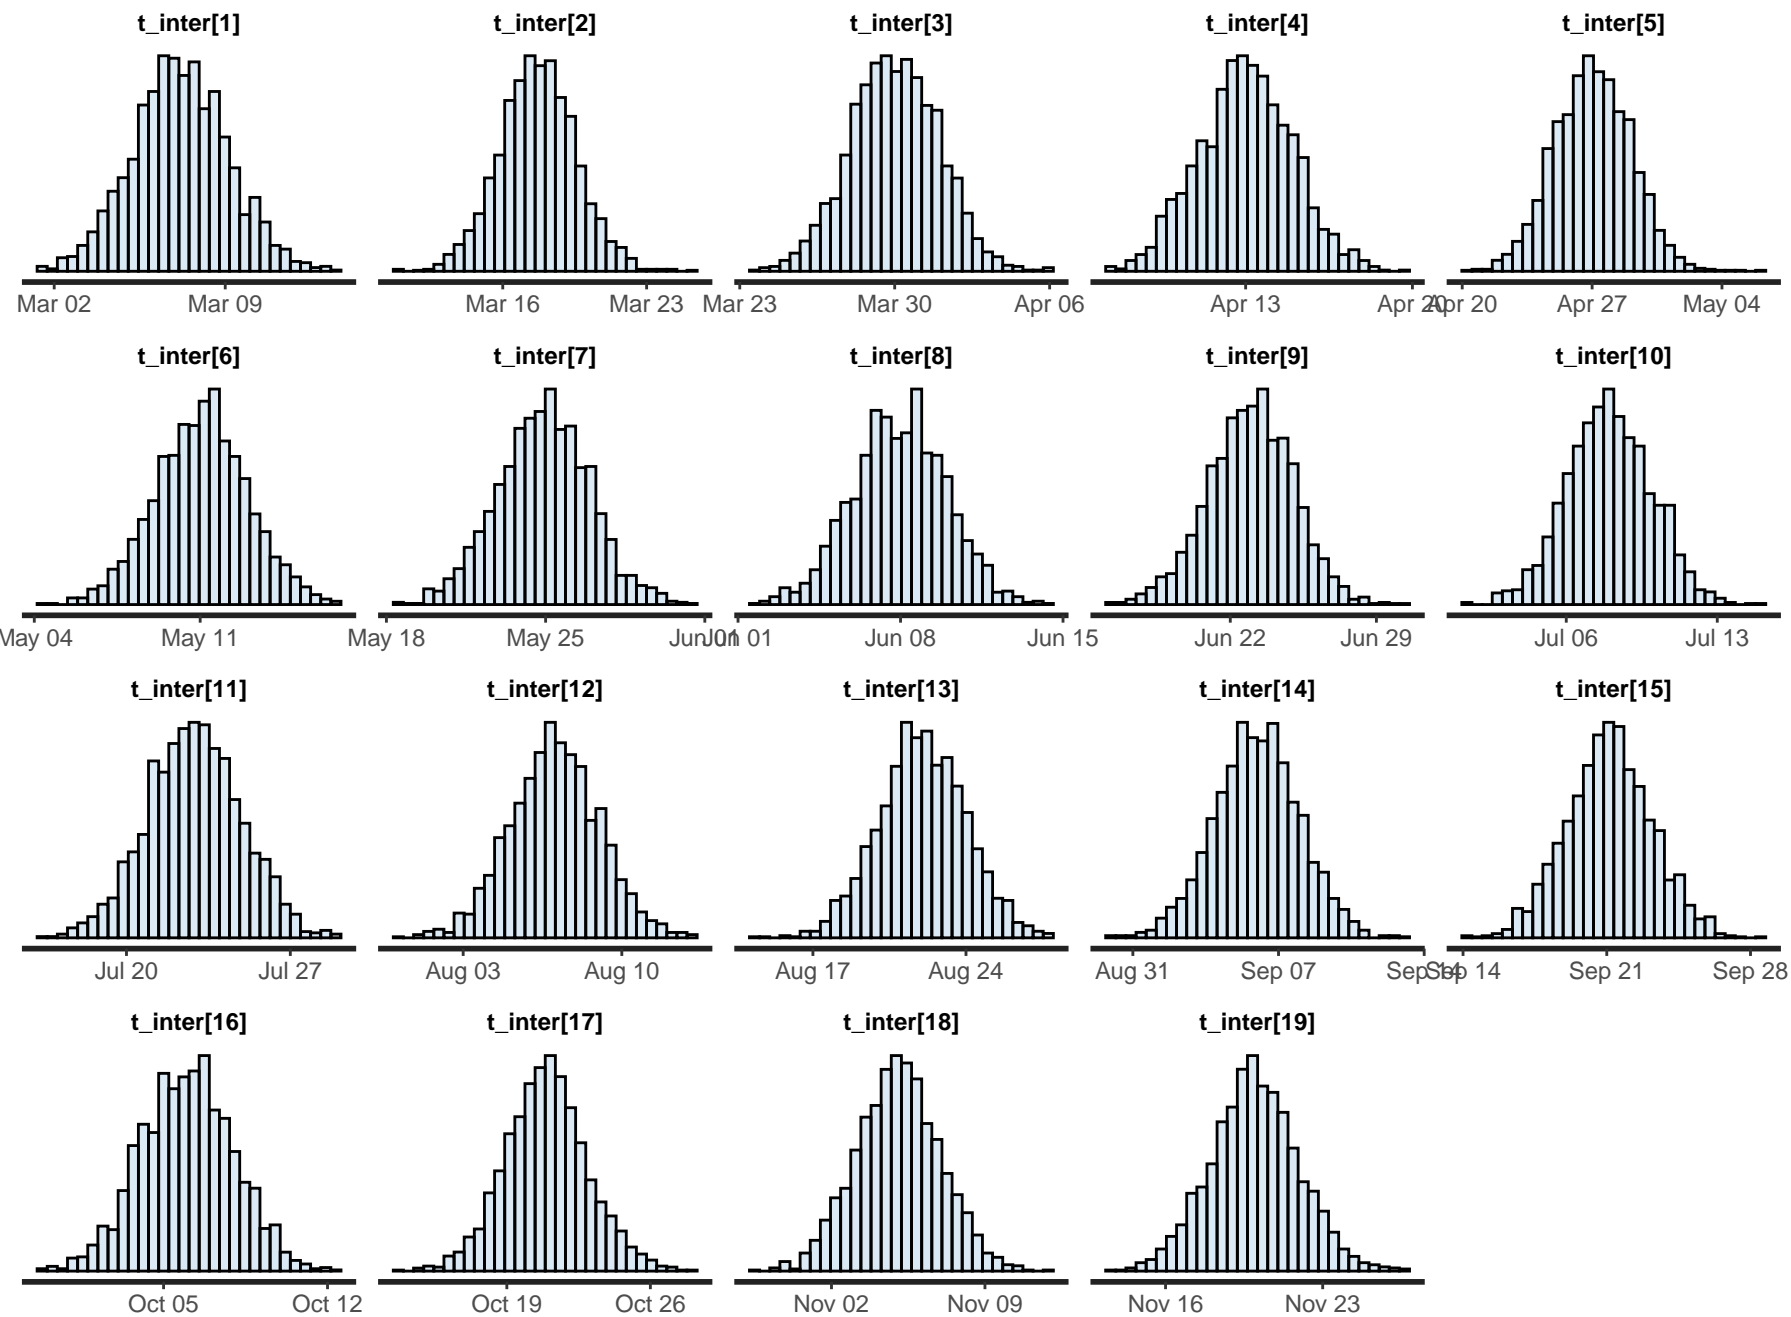 t_inter[1] t_inter[2] t_inter[3] t_inter[4] t_inter[5]
Mar 02 Mar 09 Mar 16 Mar 23 Mar 23 Mar 30 Apr 06 Apr 13 Apr 20 Apr 20 Apr 27 May 04
t_inter[6] t_inter[7] t_inter[8] t_inter[9] t_inter[10]
May 04 May 11 May 18 May 25 Jun 01 Jun 01 Jun 08 Jun 15 Jun 22 Jun 29 Jul 06 Jul 13
t_inter[11] t_inter[12] t_inter[13] t_inter[14] t_inter[15]
Jul 20 Jul 27 Aug 03 Aug 10 Aug 17 Aug 24 Aug 31 Sep 07 Sep 14 Sep 14 Sep 21 Sep 28
t_inter[16] t_inter[17] t_inter[18] t_inter[19]
Oct 05 Oct 12 Oct 19 Oct 26 Nov 02 Nov 09 Nov 16 Nov 23